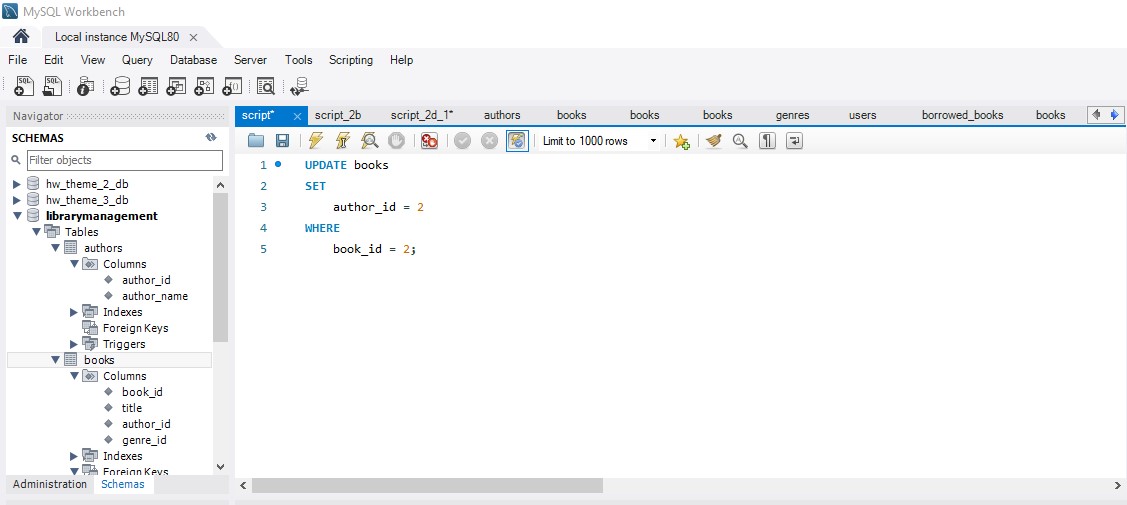 MySQL Workbench
Local instance MySQL80
File Edit View Query Database Server Tools Scripting Help
SQL SQL
Navigator
script* script_2b script_2d_1* authors books books books genres users borrowed_books books
SCHEMAS
Limit to 1000 rows
Filter objects
hw_theme_2_db
hw_theme_3_db
librarymanagement
Tables
authors
Columns
author_id
author_name
Indexes
Foreign Keys
Triggers
books
Columns
book_id
title
author_id
genre_id
Indexes
Foreign Keys
Administration Schemas
1 UPDATE books
2 SET
3 author_id = 2
4 WHERE
5 book_id = 2;